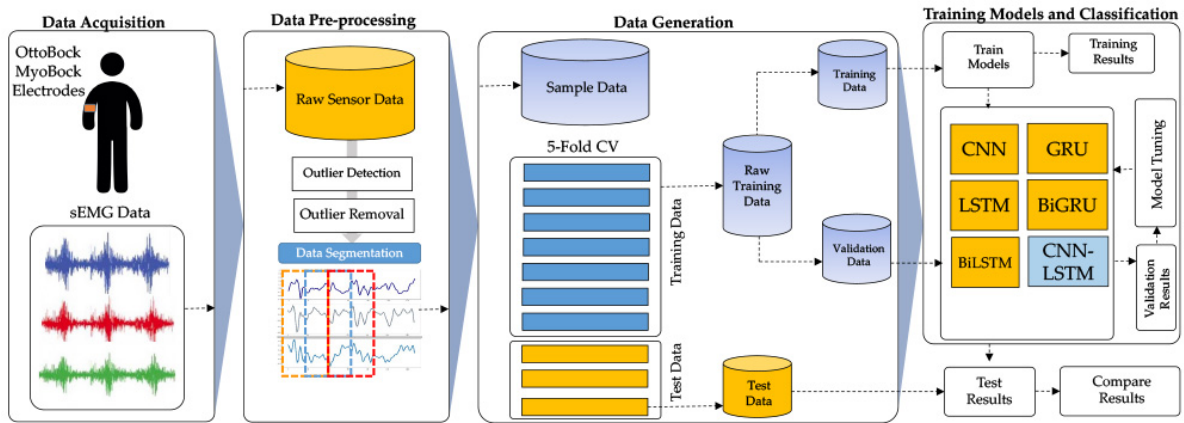 Data Acquisition
OttoBock
MyoBock
Electrodes
sEMG Data
Data Pre-processing
Raw Sensor Data
Outlier Detection
Outlier Removal
Data Segmentation
Data Generation
Sample Data
5-Fold CV
Training Data
Test Data
Raw
Training
Data
Training
Data
Validation
Data
Test
Data
Training Models and Classification
Train
Models
Training
Results
CNN
GRU
LSTM
BiGRU
BiLSTM
CNN-
LSTM
Model Tuning
Validation
Results
Test
Results
Compare
Results